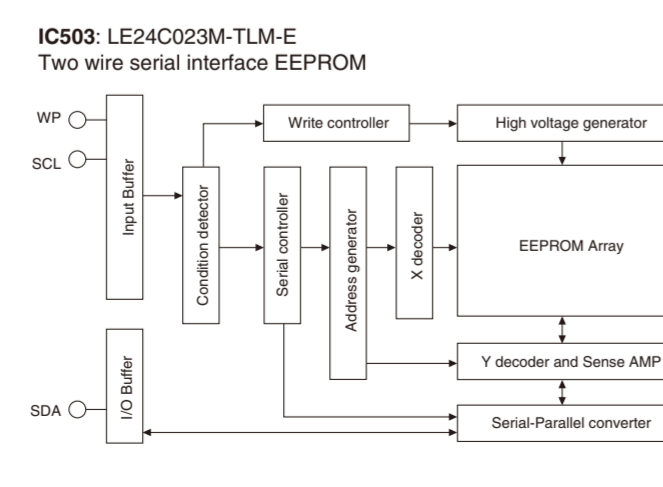 IC503: LE24C023M-TLM-E
Two wire serial interface EEPROM
WP
SCL
Input Buffer
Condition detector
Write controller
High voltage generator
Serial controller
Address generator
X decoder
EEPROM Array
Y decoder and Sense AMP
SDA
I/O Buffer
Serial-Parallel converter